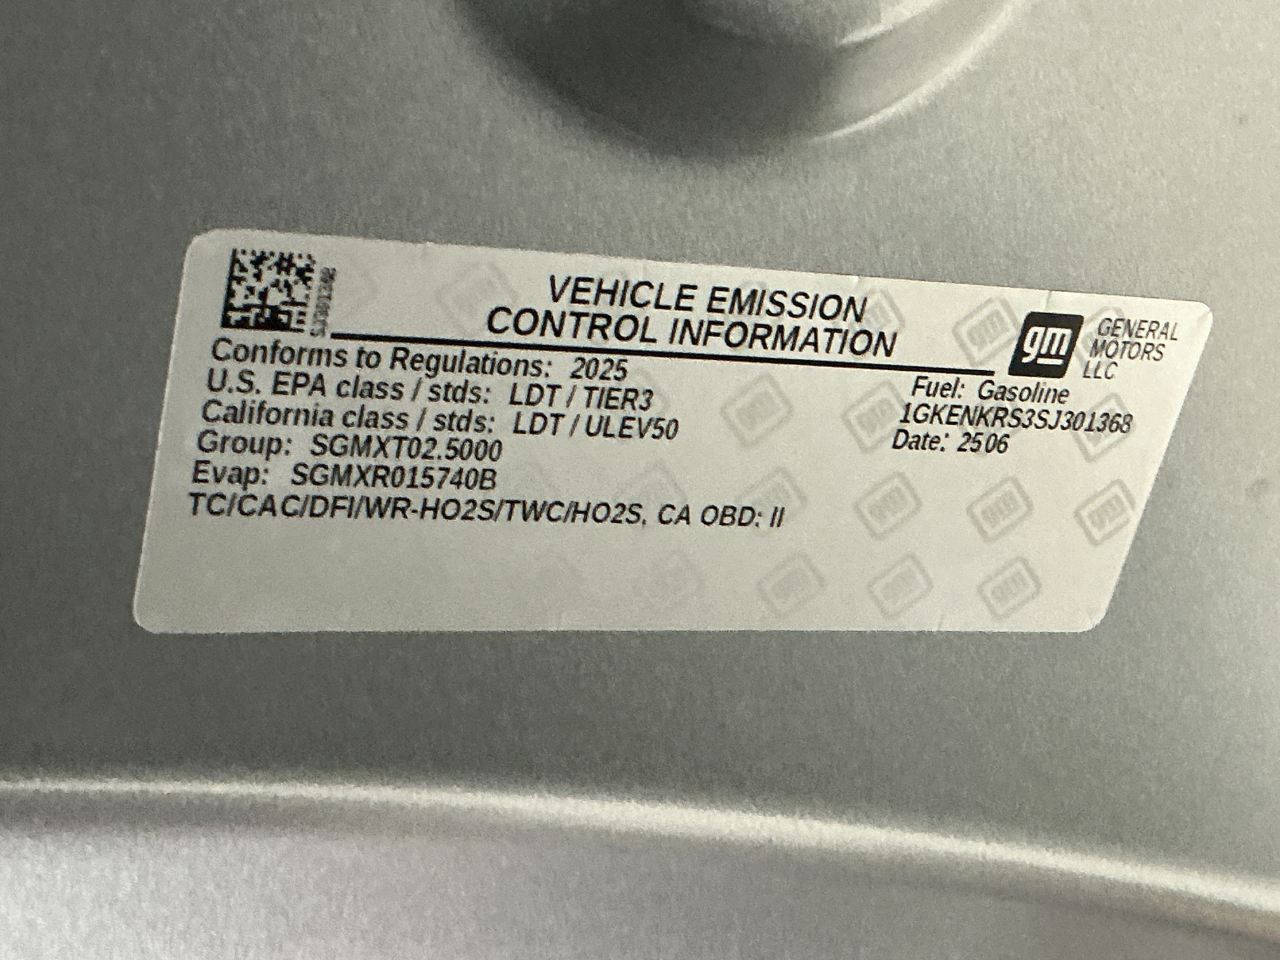 VEHICLE EMISSION
CONTROL INFORMATION
gm GENERAL
MOTORS
LLC
Conforms to Regulations: 2025
U.S. EPA class / stds: LDT / TIER3
California class / stds: LDT / ULEV50
Group: SGMXT02.5000
Evap: SGMXR015740B
TC/CAC/DFI/WR-HO2S/TWC/HO2S, CA OBD: II
Fuel: Gasoline
1GKENKRS3SJ301368
Date: 2506